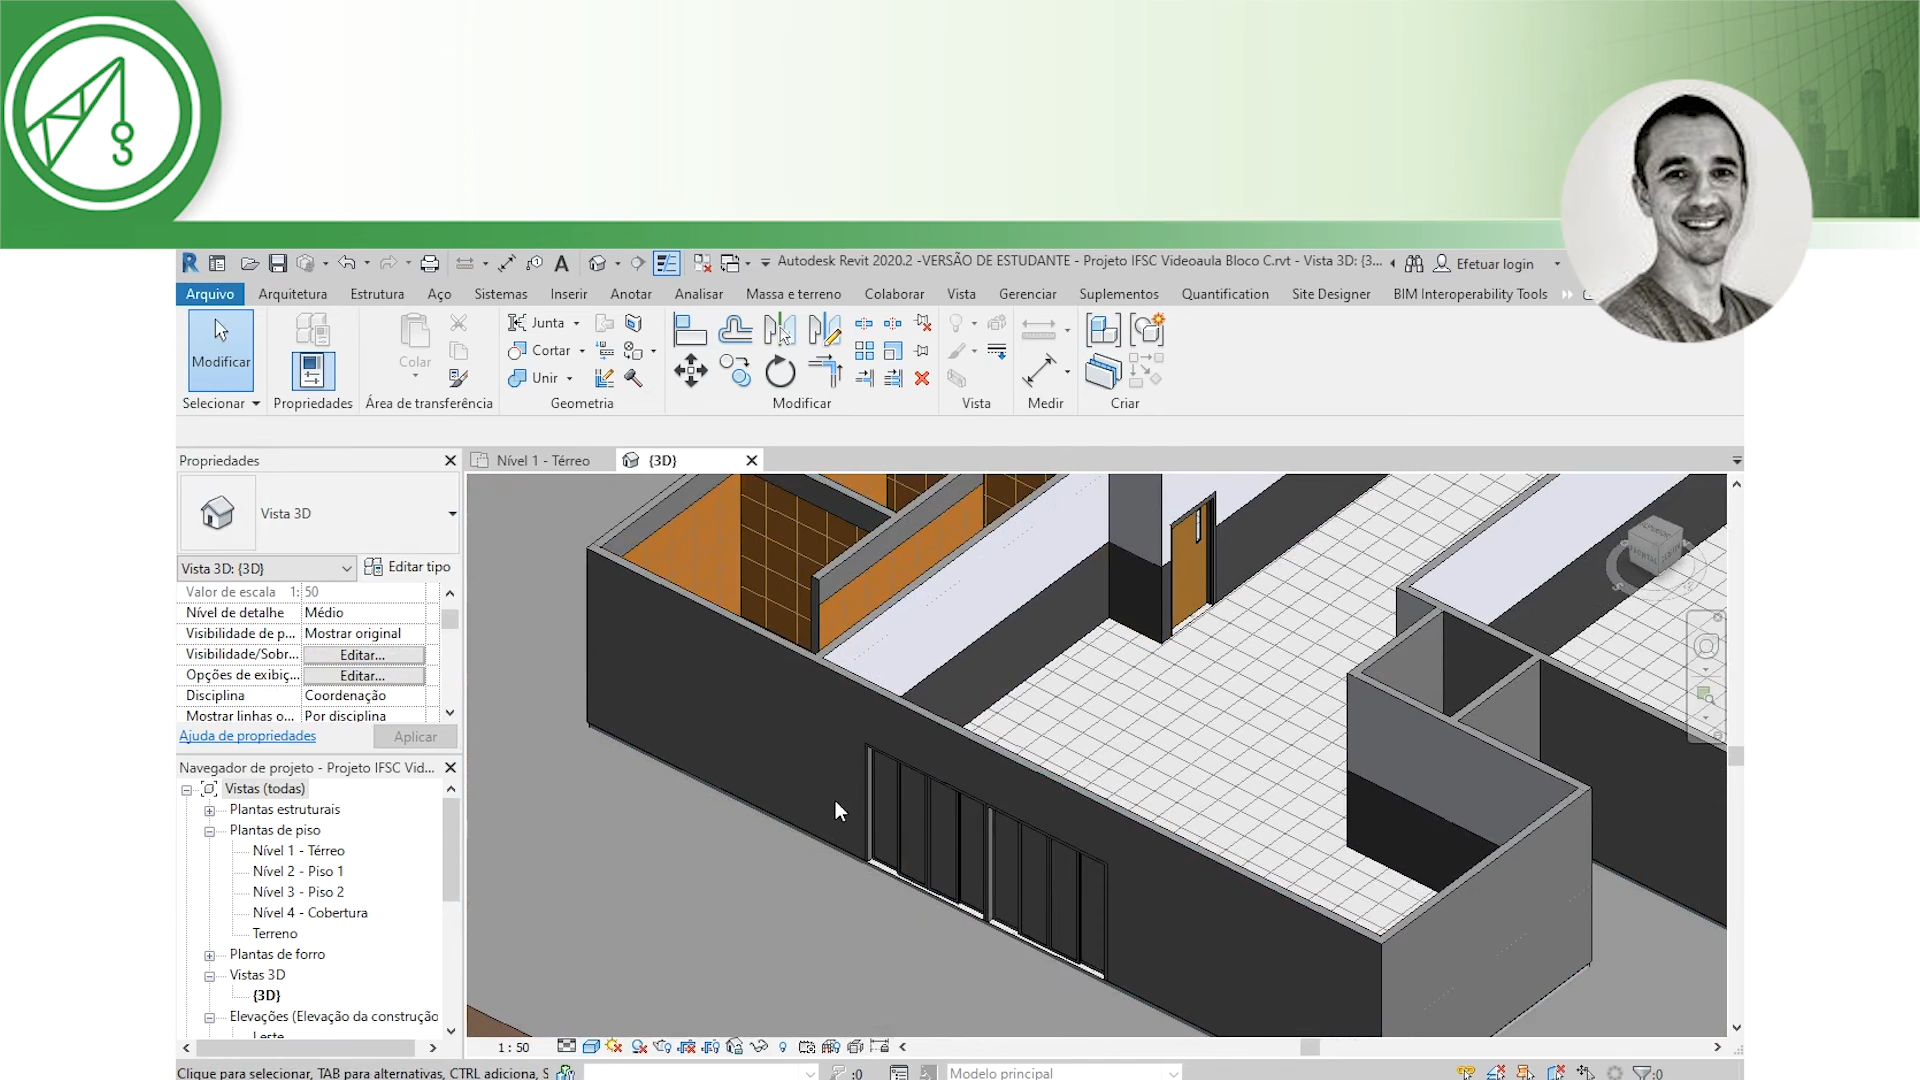 Autodesk Revit 2020.2 -VERSÃO DE ESTUDANTE - Projeto IFSC Videoaula Bloco C.rvt - Vista 3D: {3...
Efetuar login
Arquivo Arquitetura Estrutura Aço Sistemas Inserir Anotar Analisar Massa e terreno Colaborar Vista Gerenciar Suplementos Quantification Site Designer BIM Interoperability Tools
Modificar
Colar
Junta
Cortar
Unir
Selecionar Propriedades Área de transferência Geometria Modificar Vista Medir Criar
Propriedades
Nível 1 - Térreo
{3D}
Vista 3D
Vista 3D: {3D}
Editar tipo
Valor de escala 1: 50
Nível de detalhe Médio
Visibilidade de p... Mostrar original
Visibilidade/Sobr... Editar...
Opções de exibiç... Editar...
Disciplina Coordenação
Mostrar linhas o... Por disciplina
Ajuda de propriedades
Aplicar
Navegador de projeto - Projeto IFSC Vid...
Vistas (todas)
Plantas estruturais
Plantas de piso
Nível 1 - Térreo
Nível 2 - Piso 1
Nível 3 - Piso 2
Nível 4 - Cobertura
Terreno
Plantas de forro
Vistas 3D
{3D}
Elevações (Elevação da construção
Leste
1 : 50
Clique para selecionar, TAB para alternativas, CTRL adiciona, S
:0
Modelo principal
:0